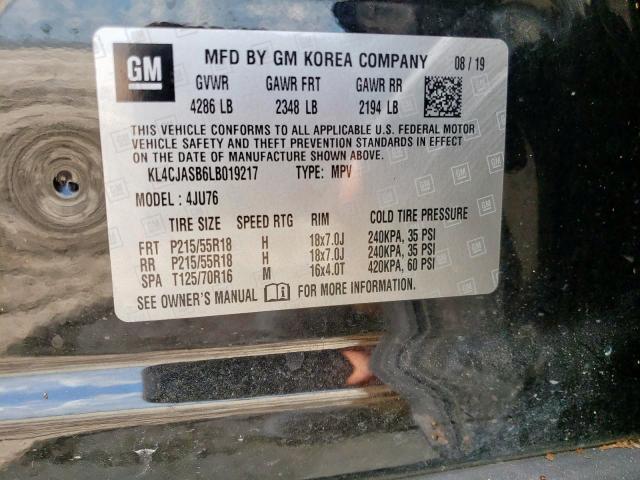 GM MFD BY GM KOREA COMPANY 08/19
GVWR GAWR FRT GAWR RR
4286 LB 2348 LB 2194 LB
THIS VEHICLE CONFORMS TO ALL APPLICABLE U.S. FEDERAL MOTOR
VEHICLE SAFETY AND THEFT PREVENTION STANDARDS IN EFFECT
ON THE DATE OF MANUFACTURE SHOWN ABOVE.
KL4CJASB6LB019217 TYPE: MPV
MODEL: 4JU76
TIRE SIZE SPEED RTG RIM COLD TIRE PRESSURE
FRT P215/55R18 H 18x7.0J 240KPA, 35 PSI
RR P215/55R18 H 18x7.0J 240KPA, 35 PSI
SPA T125/70R16 M 16x4.0T 420KPA, 60 PSI
SEE OWNER'S MANUAL FOR MORE INFORMATION.